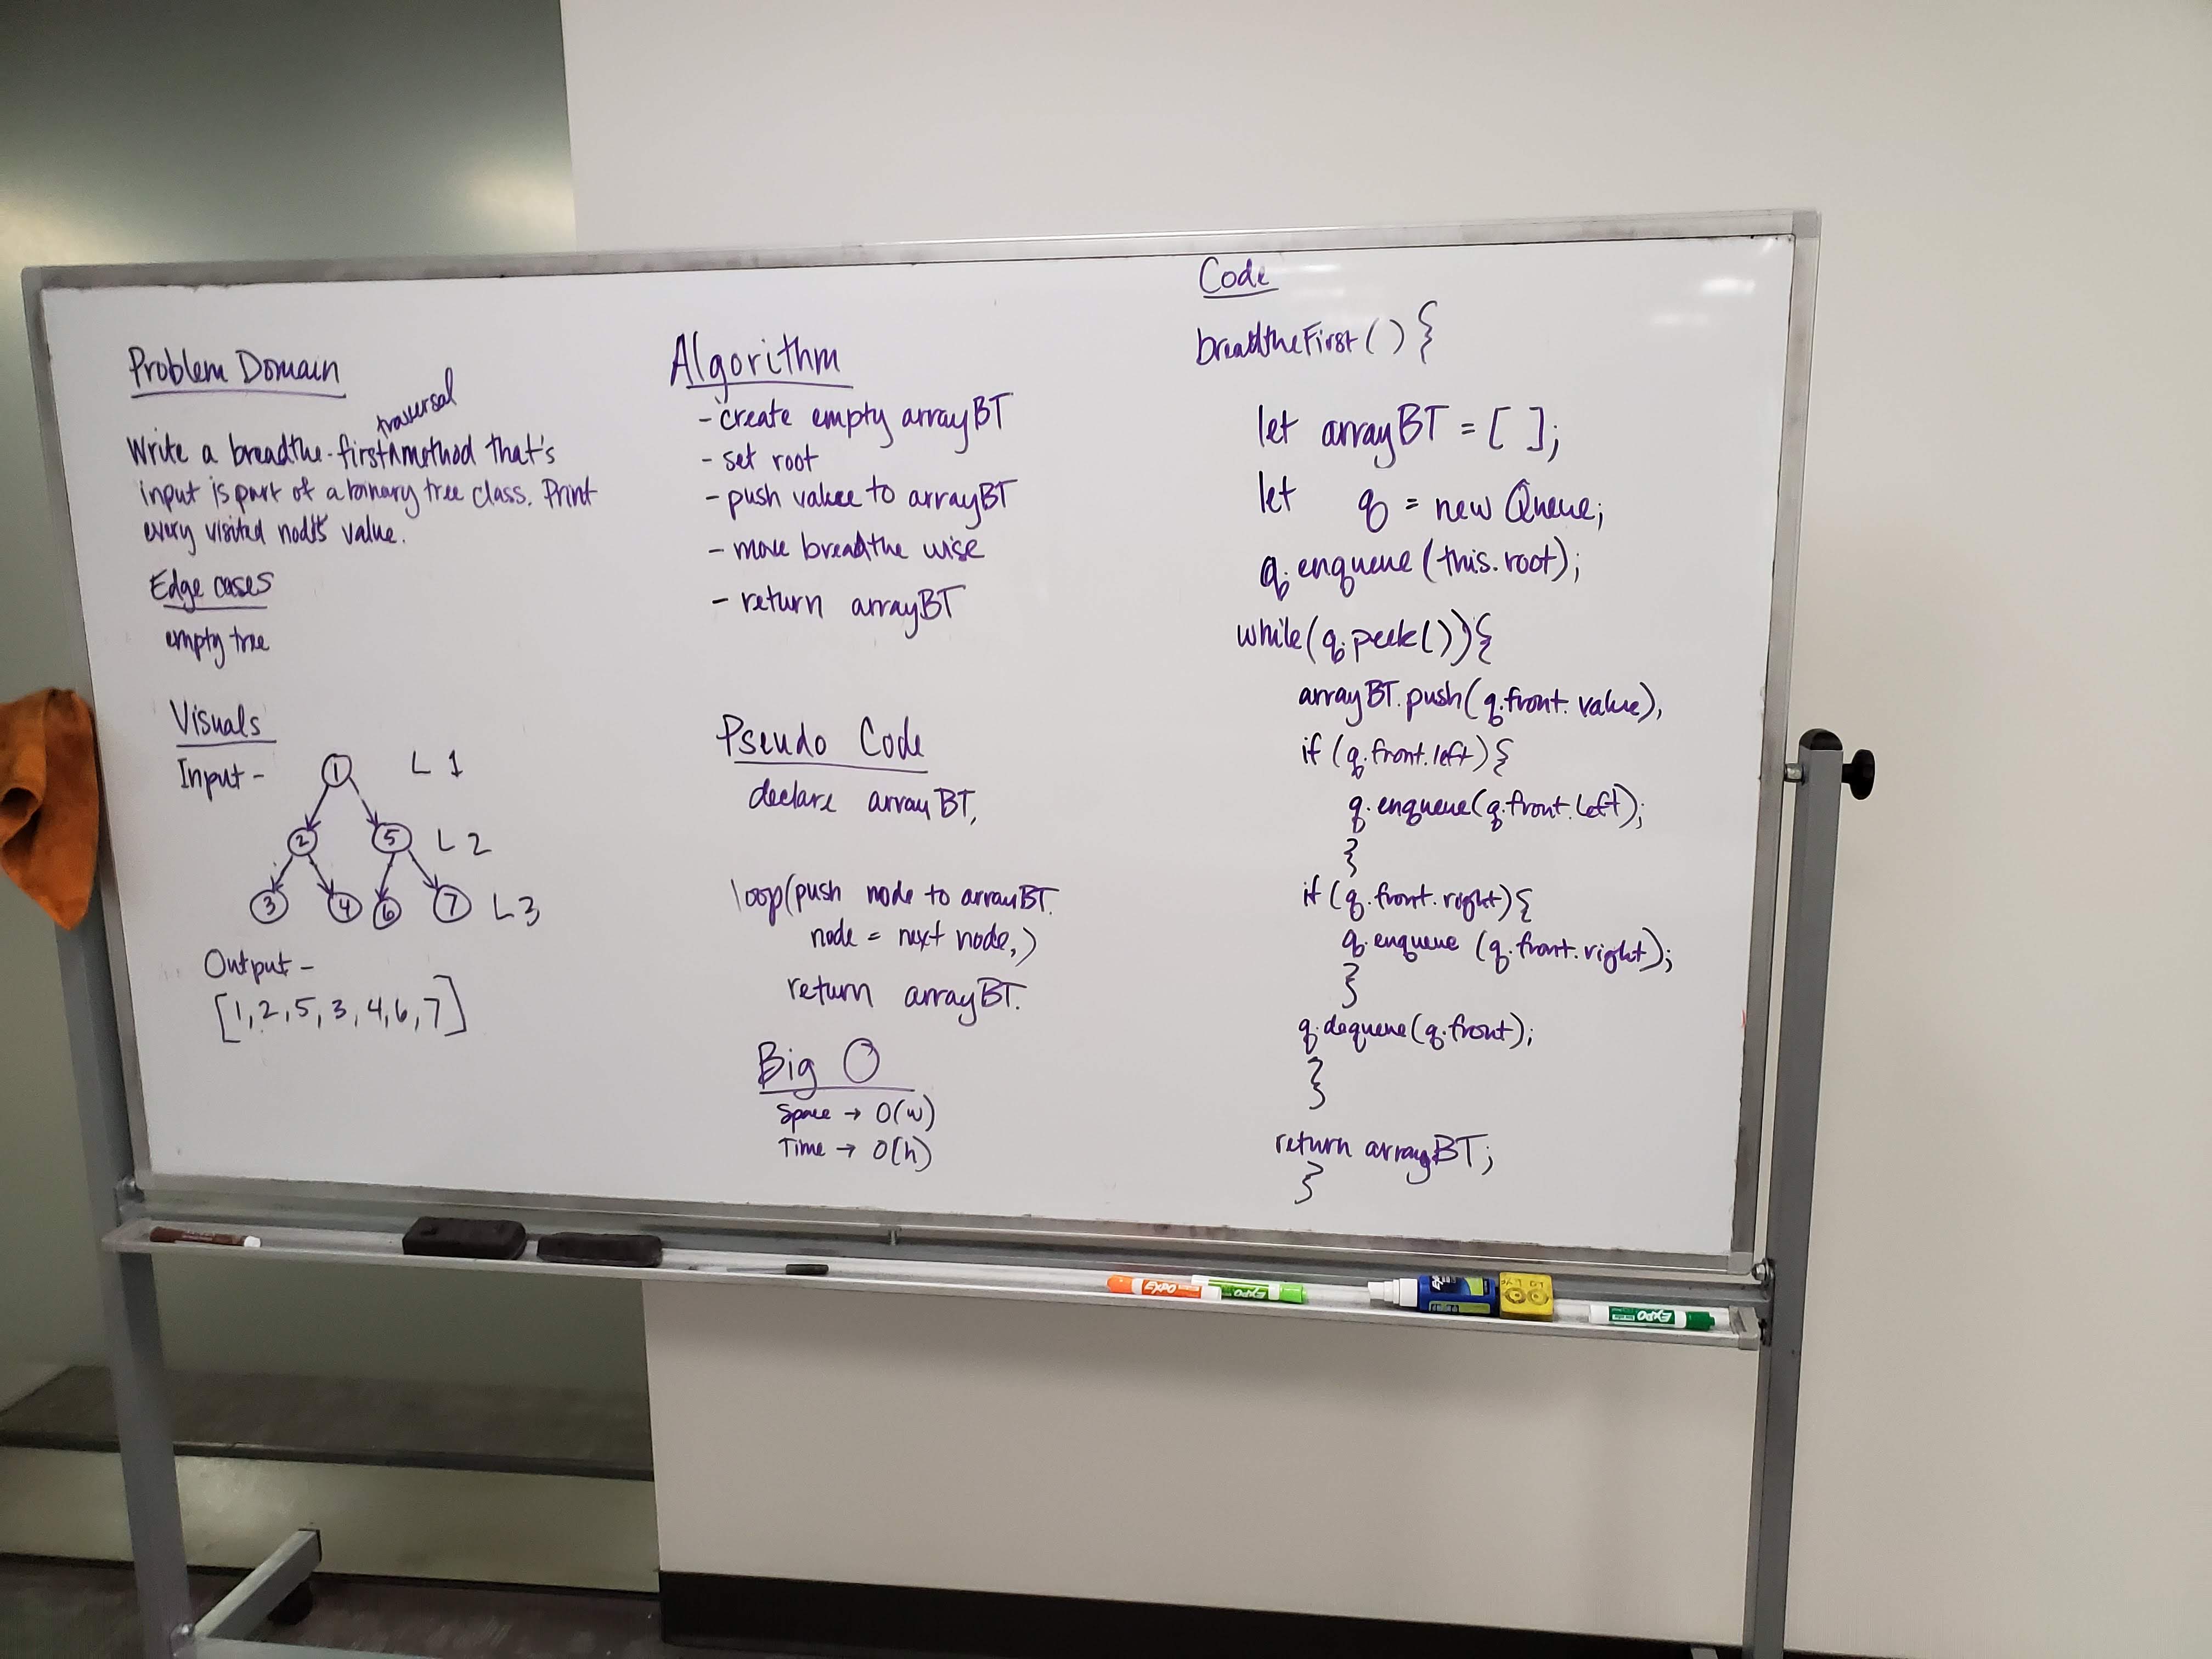 Problem Domain
traversal
Write a breadthe-first^method that's
input is part of a binary tree class. Print
every visited node's value.
Edge cases
empty tree
Visuals
Input -
1
L 1
2
5
L 2
3
4
6
7
L3
Output -
[1,2,5,3,4,6,7]
Algorithm
- create empty arrayBT
- set root
- push value to arrayBT
- move breadthe wise
- return arrayBT
Pseudo Code
declare arrayBT,
loop(push node to arrayBT.
node = next node,)
return arrayBT.
Big O
Space → O(w)
Time → O(h)
Code
breadtheFirst() {
let arrayBT = [ ];
let q = new Queue;
q.enqueue(this.root);
while(q.peek()){
arrayBT.push(q.front.value),
if (q.front.left){
q.enqueue(q.front.left);
}
if (q.front.right){
q.enqueue (q.front.right);
}
q.dequeue(q.front);
}
return arrayBT;
}
EXPO
EXPO
EXPO